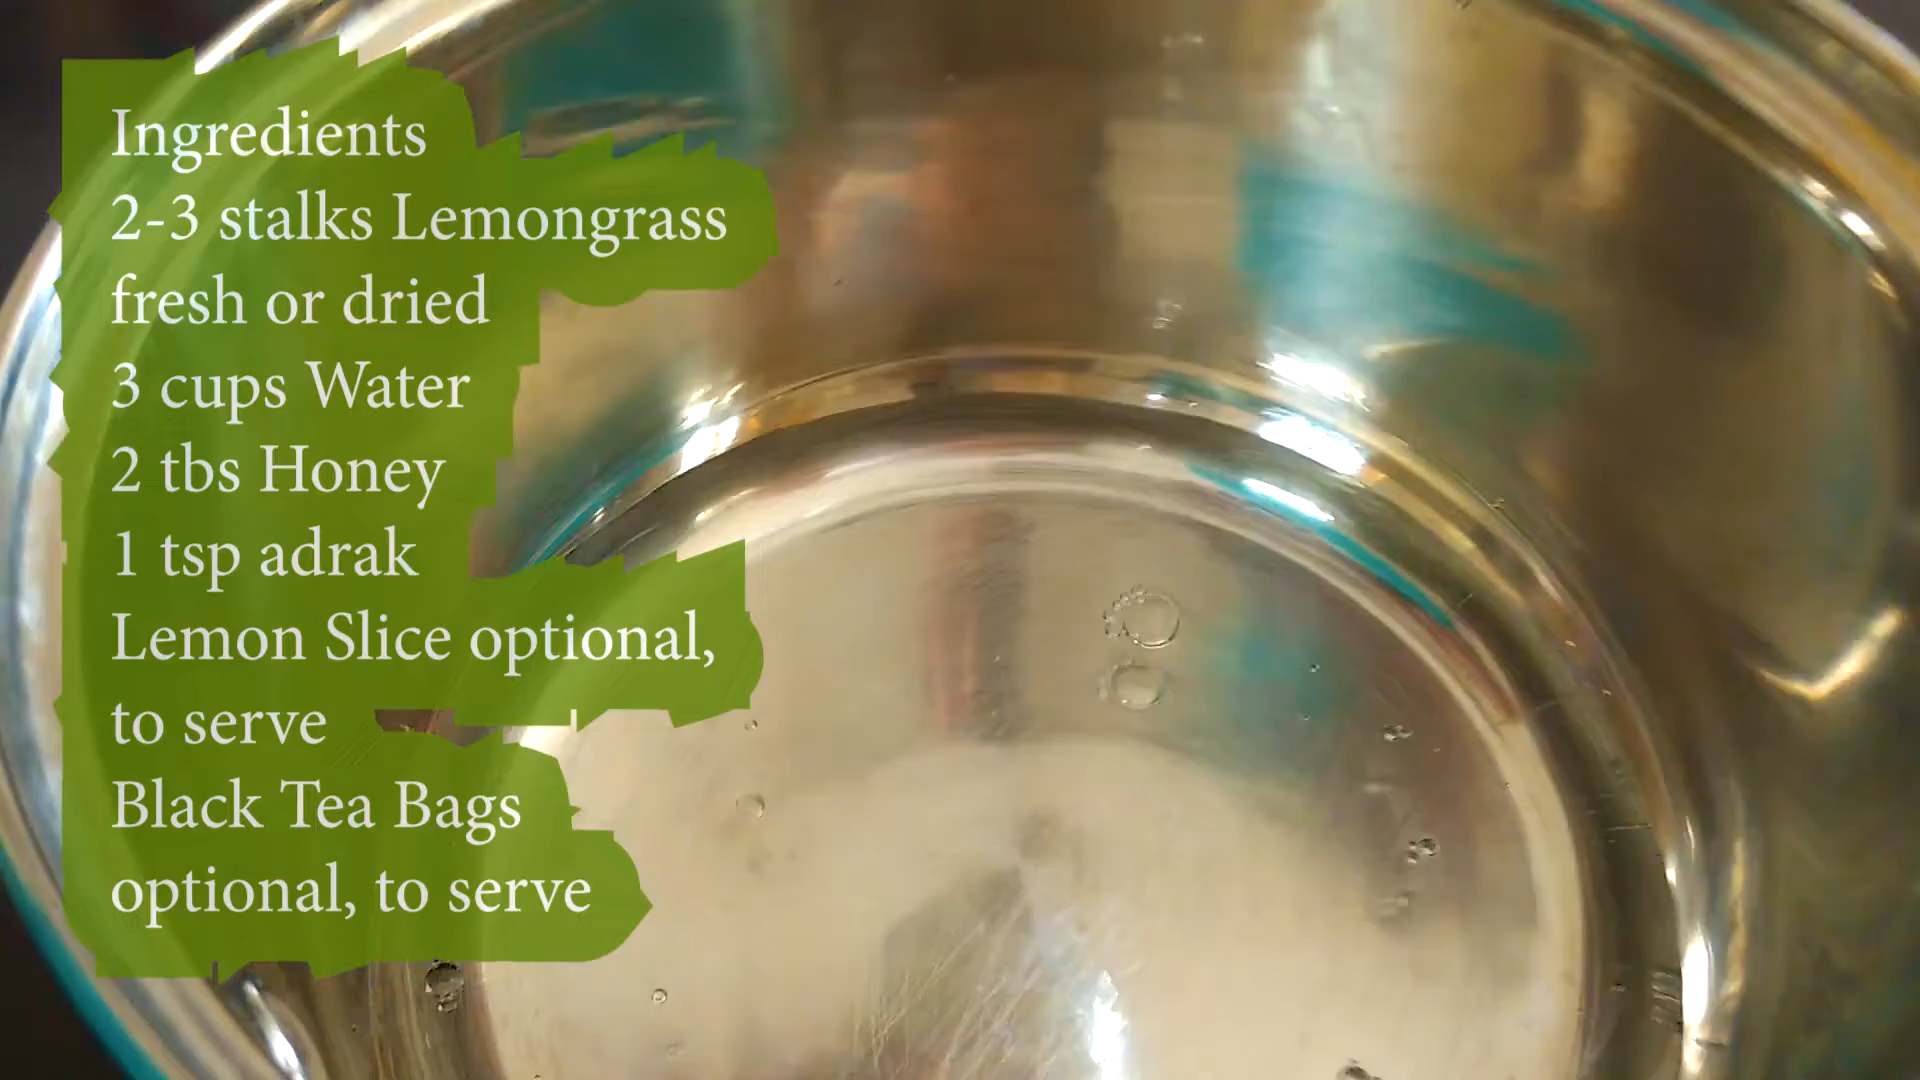 Ingredients
2-3 stalks Lemongrass
fresh or dried
3 cups Water
2 tbs Honey
1 tsp adrak
Lemon Slice optional,
to serve
Black Tea Bags
optional, to serve